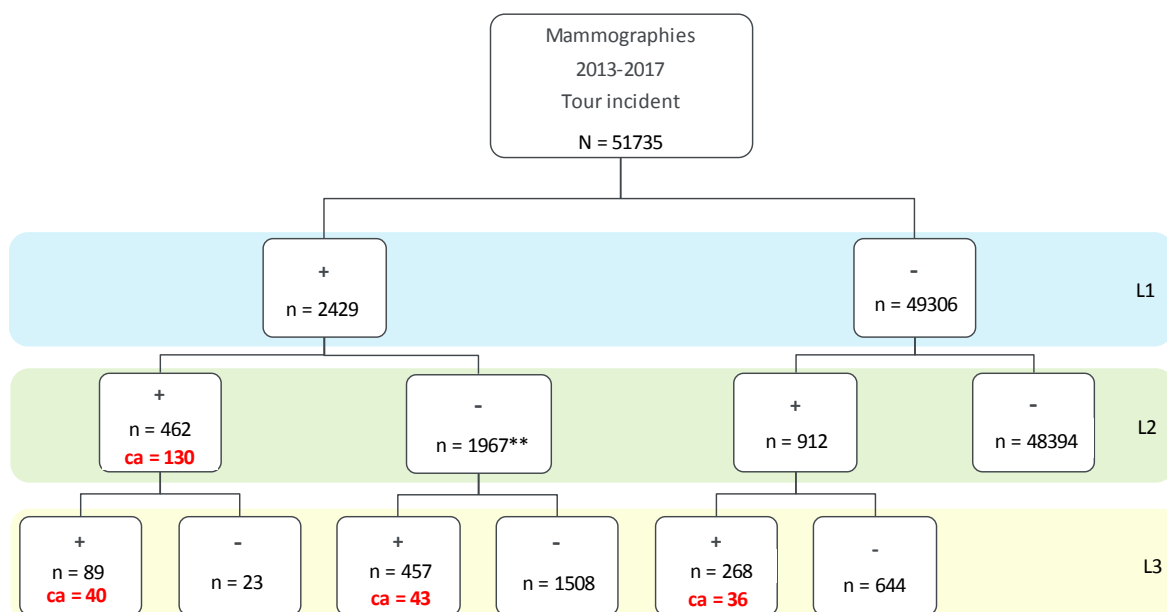 Mammographies
2013-2017
Tour incident
N = 51735
+
n = 2429
-
n = 49306
L1
+
n = 462
ca = 130
-
n = 1967**
+
n = 912
-
n = 48394
L2
+
n = 89
ca = 40
-
n = 23
+
n = 457
ca = 43
-
n = 1508
+
n = 268
ca = 36
-
n = 644
L3